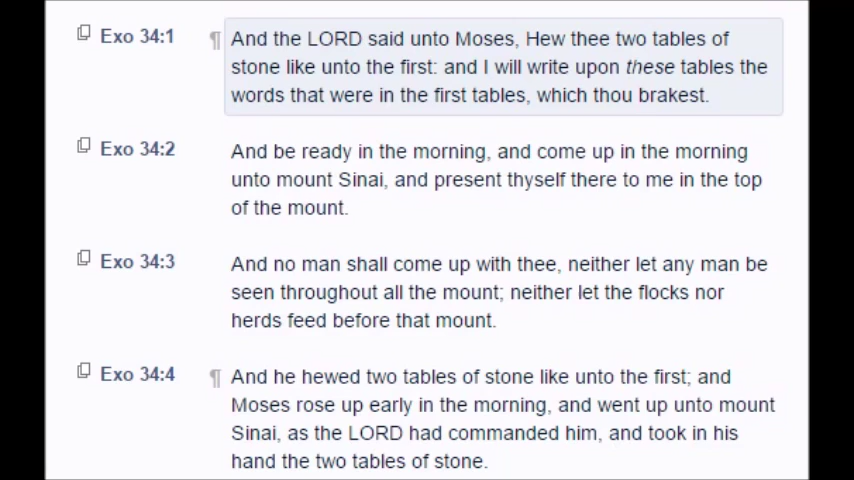 Exo 34:1 ¶ And the LORD said unto Moses, Hew thee two tables of
stone like unto the first: and I will write upon these tables the
words that were in the first tables, which thou brakest.
Exo 34:2 And be ready in the morning, and come up in the morning
unto mount Sinai, and present thyself there to me in the top
of the mount.
Exo 34:3 And no man shall come up with thee, neither let any man be
seen throughout all the mount; neither let the flocks nor
herds feed before that mount.
Exo 34:4 ¶ And he hewed two tables of stone like unto the first; and
Moses rose up early in the morning, and went up unto mount
Sinai, as the LORD had commanded him, and took in his
hand the two tables of stone.